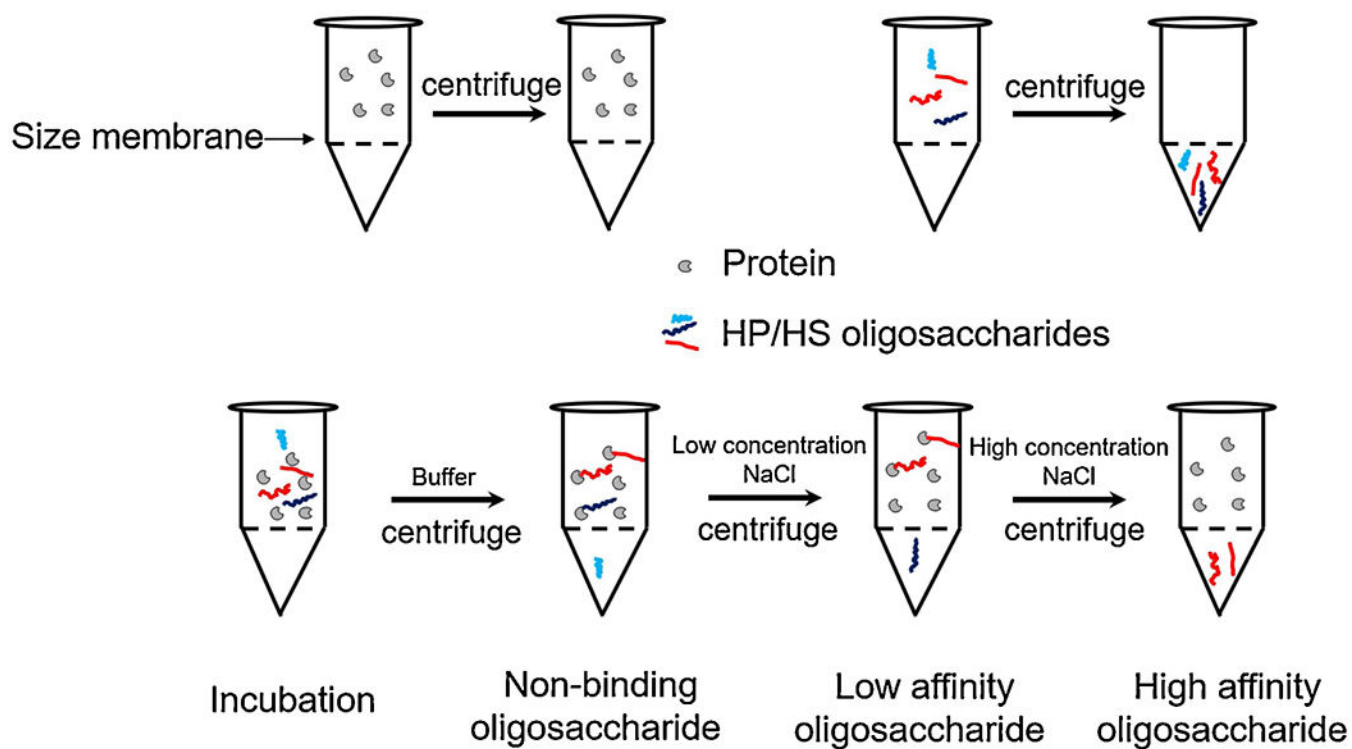 centrifuge
centrifuge
Size membrane
Protein
HP/HS oligosaccharides
Buffer
centrifuge
Low concentration
NaCl
centrifuge
High concentration
NaCl
centrifuge
Incubation
Non-binding
oligosaccharide
Low affinity
oligosaccharide
High affinity
oligosaccharide